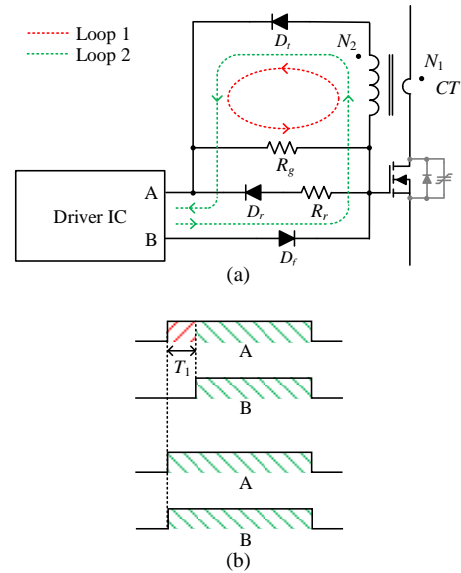 Loop 1
Loop 2
D_t
N_2
N_1
CT
R_g
A
Driver IC
D_r
R_r
B
D_f
(a)
A
T_1
B
A
B
(b)